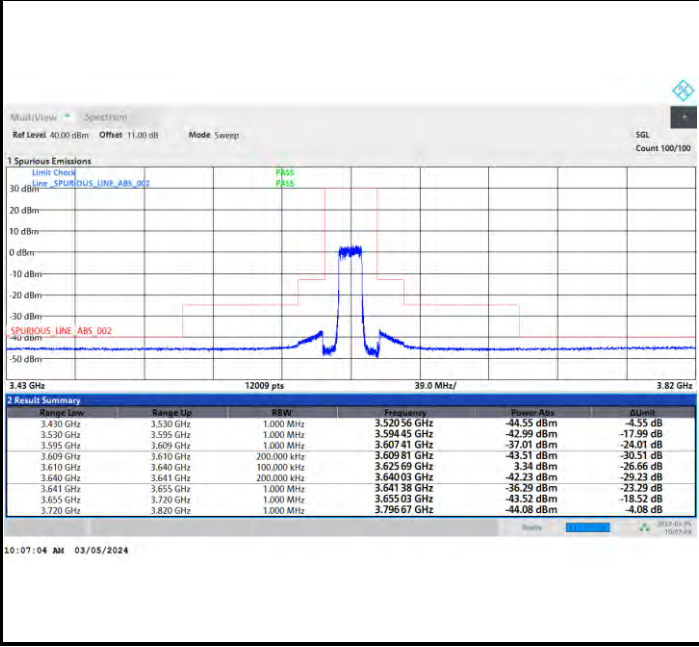 MultiView Spectrum
Ref Level 40.00 dBm Offset 11.00 dB Mode Sweep SGL
Count 100/100
1 Spurious Emissions
Limit Check PASS
Line _SPURIOUS_LINE_ABS_002 PASS
30 dBm
20 dBm
10 dBm
0 dBm
-10 dBm
-20 dBm
-30 dBm
SPURIOUS_LINE_ABS_002
-40 dBm
-50 dBm
3.43 GHz 12009 pts 39.0 MHz/ 3.82 GHz
2 Result Summary
Range Low Range Up RBW Frequency Power Abs ΔLimit
3.430 GHz 3.530 GHz 1.000 MHz 3.520 56 GHz -44.55 dBm -4.55 dB
3.530 GHz 3.595 GHz 1.000 MHz 3.594 45 GHz -42.99 dBm -17.99 dB
3.595 GHz 3.609 GHz 1.000 MHz 3.607 41 GHz -37.01 dBm -24.01 dB
3.609 GHz 3.610 GHz 200.000 kHz 3.609 81 GHz -43.51 dBm -30.51 dB
3.610 GHz 3.640 GHz 100.000 kHz 3.625 69 GHz 3.34 dBm -26.66 dB
3.640 GHz 3.641 GHz 200.000 kHz 3.640 03 GHz -42.23 dBm -29.23 dB
3.641 GHz 3.655 GHz 1.000 MHz 3.641 38 GHz -36.29 dBm -23.29 dB
3.655 GHz 3.720 GHz 1.000 MHz 3.655 03 GHz -43.52 dBm -18.52 dB
3.720 GHz 3.820 GHz 1.000 MHz 3.796 67 GHz -44.08 dBm -4.08 dB
Ready
10:07:04 AM 03/05/2024